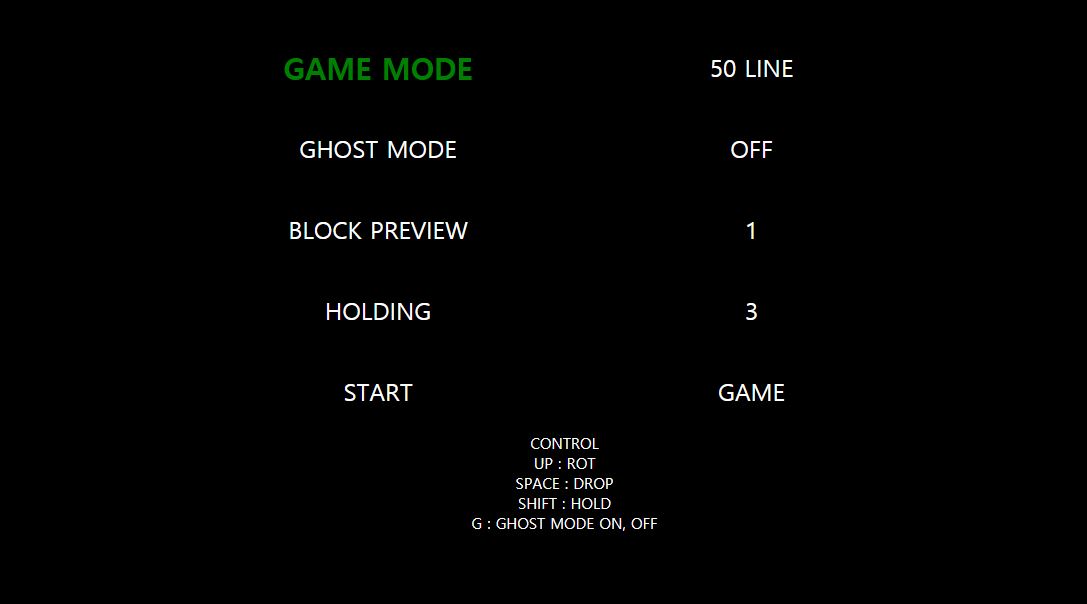 GAME MODE 50 LINE
GHOST MODE OFF
BLOCK PREVIEW 1
HOLDING 3
START GAME
CONTROL
UP : ROT
SPACE : DROP
SHIFT : HOLD
G : GHOST MODE ON, OFF